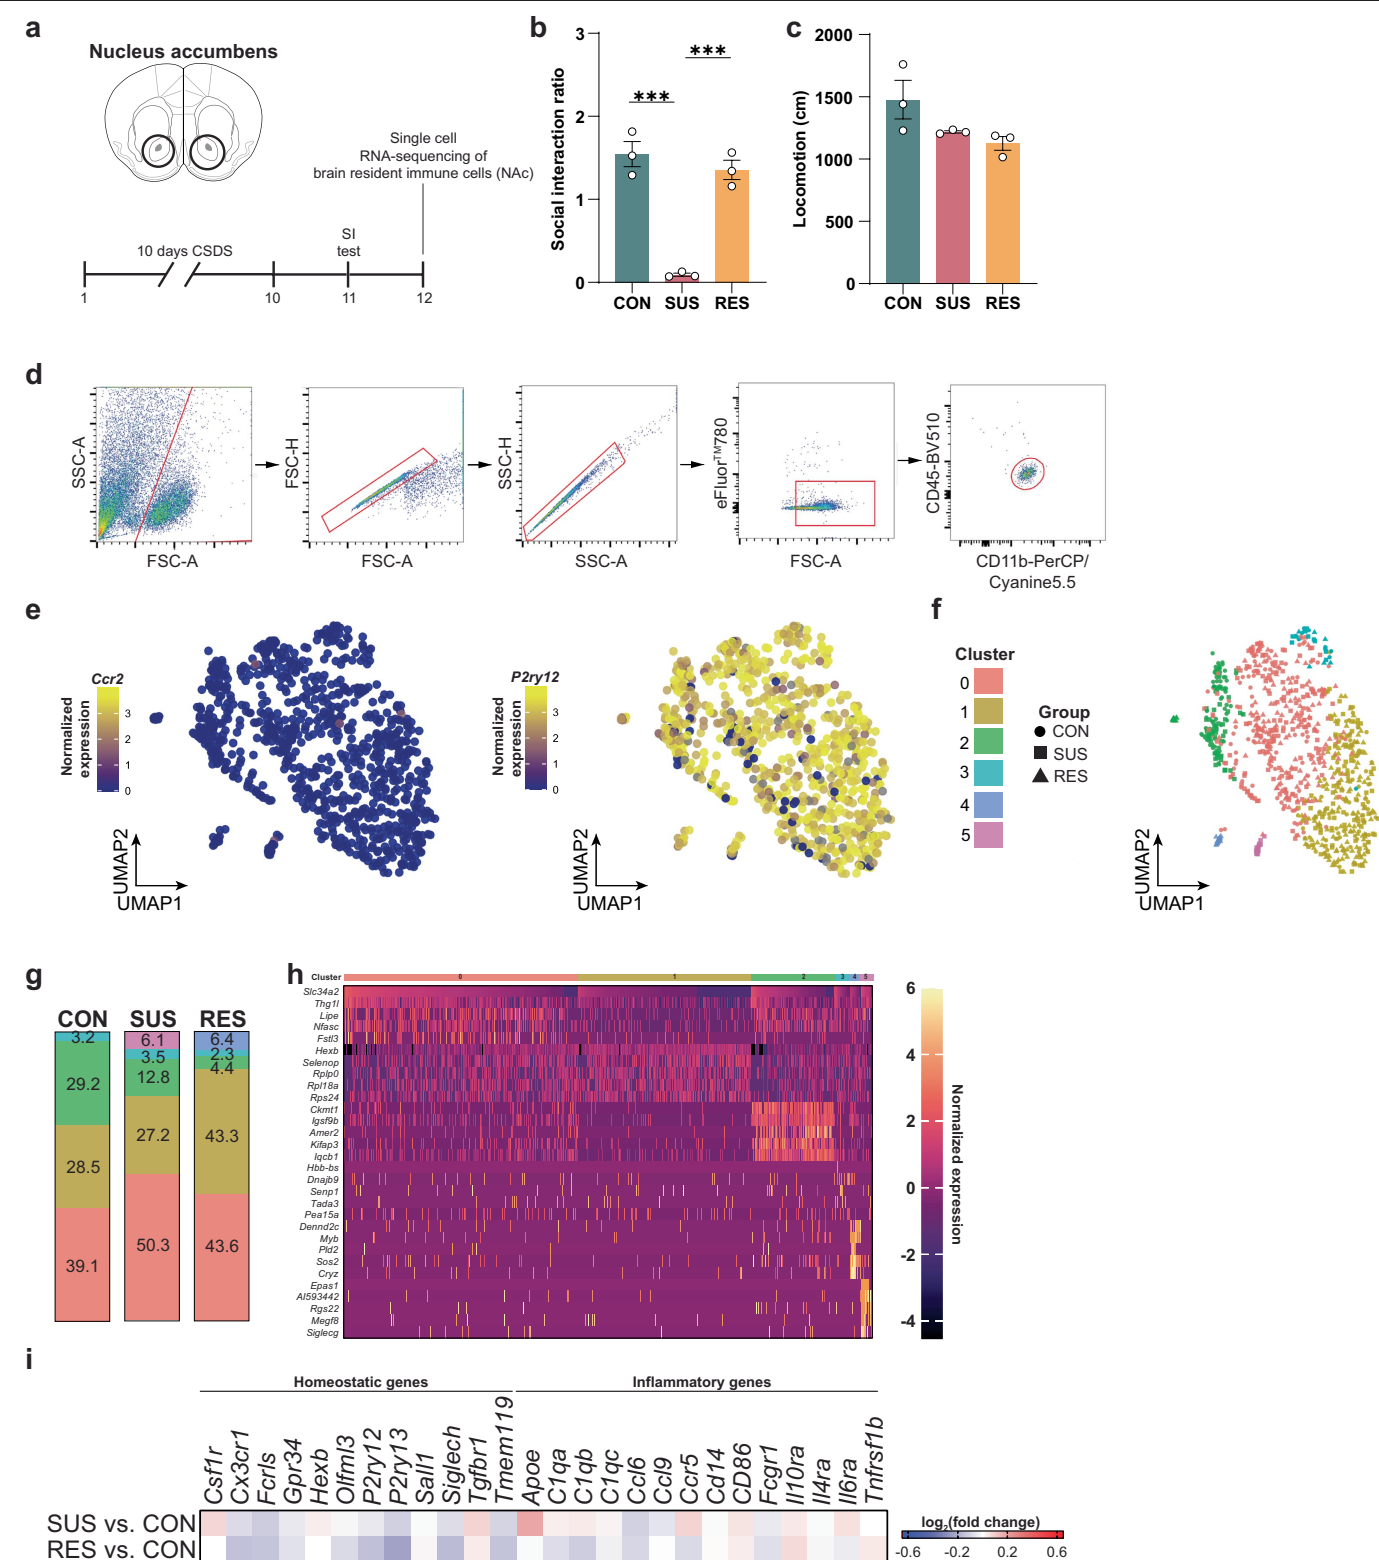 a
Nucleus accumbens
Single cell
RNA-sequencing of
brain resident immune cells (NAc)
10 days CSDS
SI
test
1
10
11
12
b
Social interaction ratio
3
2
1
0
***
***
CON
SUS
RES
c
Locomotion (cm)
2000
1500
1000
500
0
CON
SUS
RES
d
SSC-A
FSC-A
FSC-H
FSC-A
SSC-H
SSC-A
eFluor™780
FSC-A
CD45-BV510
CD11b-PerCP/
Cyanine5.5
e
Ccr2
Normalized
expression
3
2
1
0
UMAP2
UMAP1
P2ry12
Normalized
expression
3
2
1
0
UMAP2
UMAP1
f
Cluster
0
1
2
3
4
5
Group
CON
SUS
RES
UMAP2
UMAP1
g
CON SUS RES
3.2
29.2
28.5
39.1
6.1
3.5
12.8
27.2
50.3
6.4
2.3
4.4
43.3
43.6
h
Cluster
0
1
2
3
4
5
Slc34a2
Thg1l
Lipe
Nfasc
Fstl3
Hexb
Selenop
Rplp0
Rpl18a
Rps24
Ckmt1
Igsf9b
Amer2
Kifap3
Iqcb1
Hbb-bs
Dnajb9
Senp1
Tada3
Pea15a
Dennd2c
Myb
Pld2
Sos2
Cryz
Epas1
AI593442
Rgs22
Megf8
Siglecg
6
4
2
0
-2
-4
Normalized expression
i
Homeostatic genes
Inflammatory genes
Csf1r
Cx3cr1
Fcrls
Gpr34
Hexb
Olfml3
P2ry12
P2ry13
Sall1
Siglech
Tgfbr1
Tmem119
Apoe
C1qa
C1qb
C1qc
Ccl6
Ccl9
Ccr5
Cd14
CD86
Fcgr1
Il10ra
Il4ra
Il6ra
Tnfrsf1b
SUS vs. CON
RES vs. CON
log2(fold change)
-0.6
-0.2
0.2
0.6